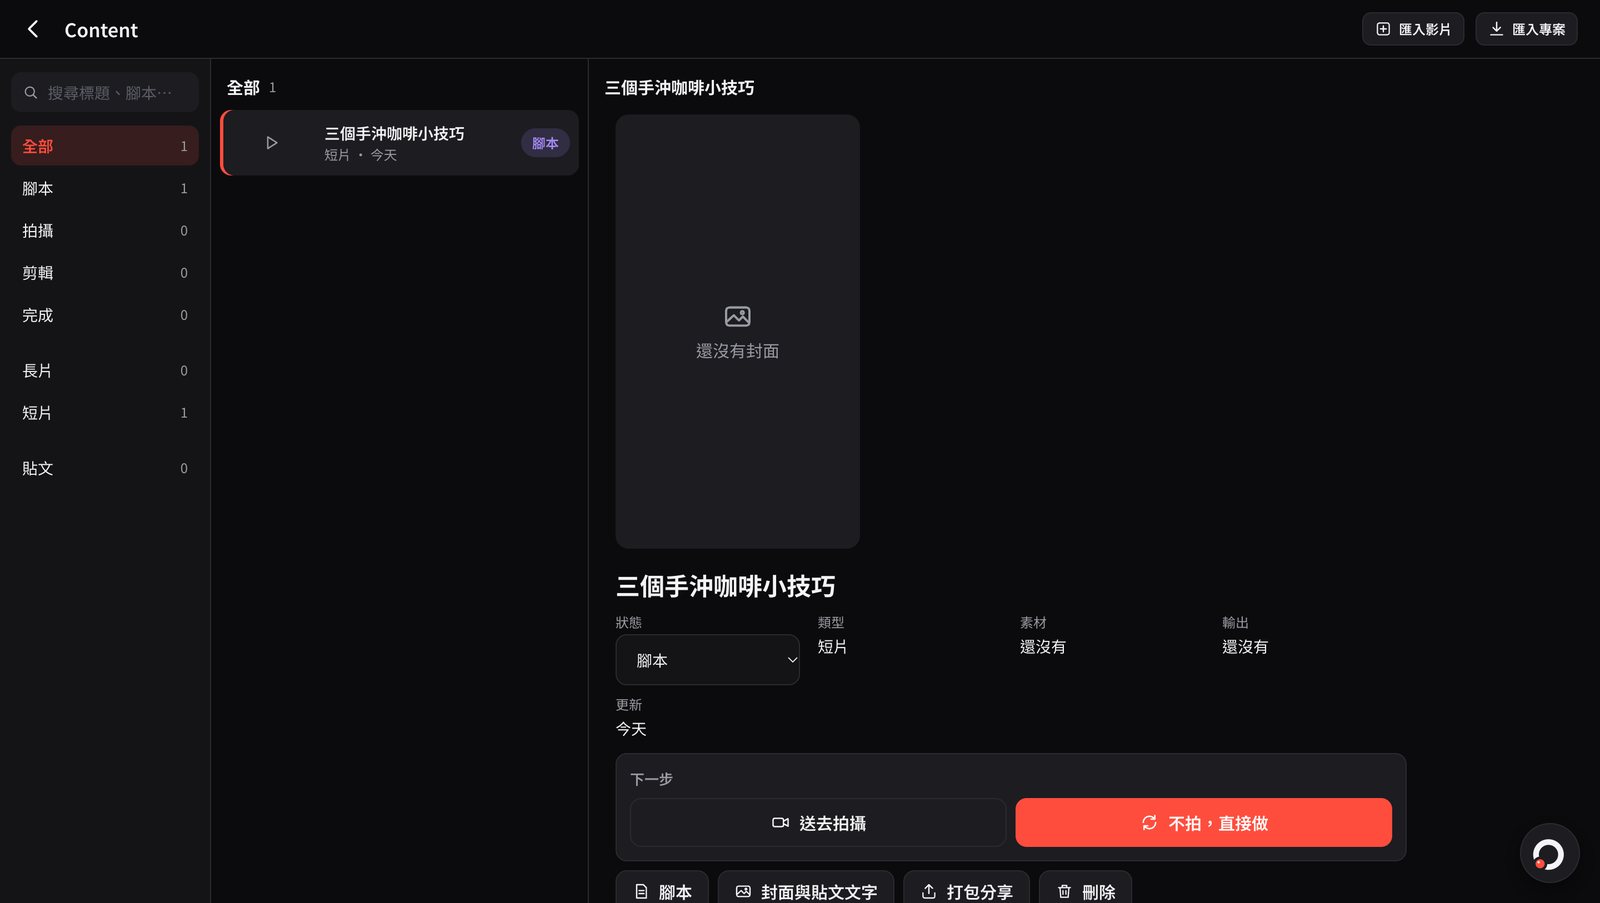 Content
匯入影片
匯入專案
搜尋標題、腳本…
全部 1
腳本 1
拍攝 0
剪輯 0
完成 0
長片 0
短片 1
貼文 0
全部 1
三個手沖咖啡小技巧
短片 · 今天
腳本
三個手沖咖啡小技巧
還沒有封面
三個手沖咖啡小技巧
狀態
腳本
類型
短片
素材
還沒有
輸出
還沒有
更新
今天
下一步
送去拍攝
不拍，直接做
腳本
封面與貼文文字
打包分享
刪除